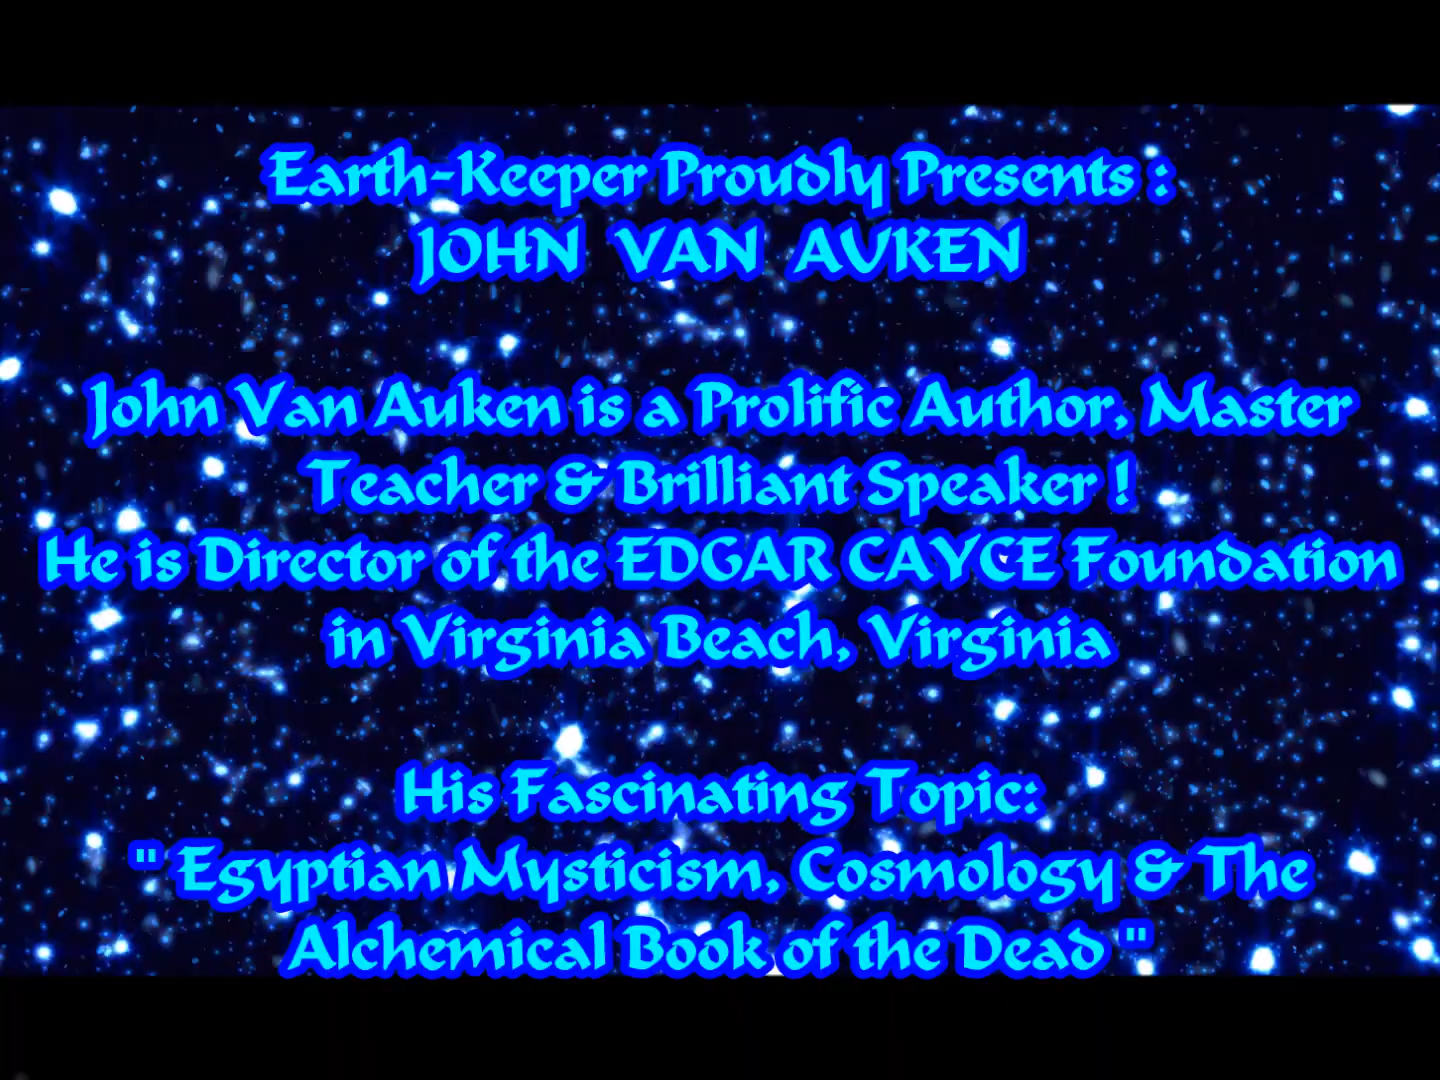 Earth-Keeper Proudly Presents :
JOHN VAN AUKEN
John Van Auken is a Prolific Author, Master
Teacher & Brilliant Speaker !
He is Director of the EDGAR CAYCE Foundation
in Virginia Beach, Virginia
His Fascinating Topic:
" Egyptian Mysticism, Cosmology & The
Alchemical Book of the Dead "